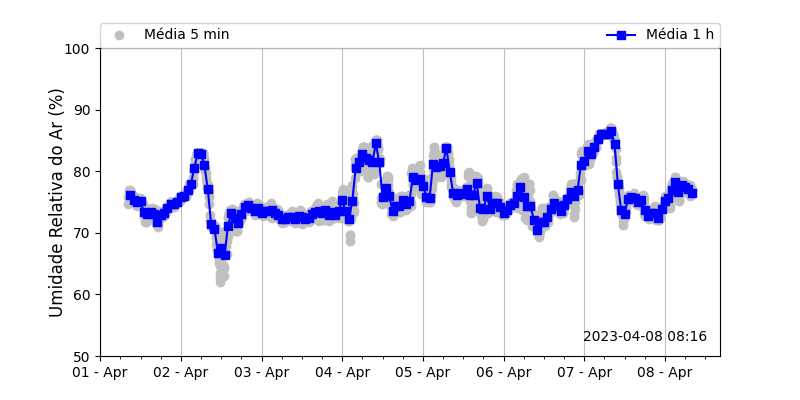 Média 5 min
Média 1 h
Umidade Relativa do Ar (%)
100
90
80
70
60
50
2023-04-08 08:16
01 - Apr
02 - Apr
03 - Apr
04 - Apr
05 - Apr
06 - Apr
07 - Apr
08 - Apr